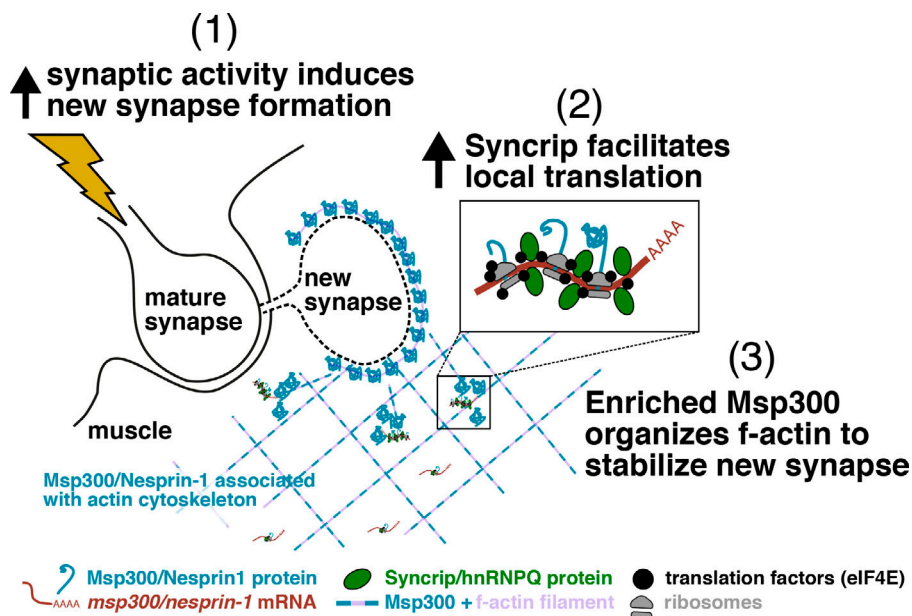 (1)
synaptic activity induces
new synapse formation
(2)
Syncrip facilitates
local translation
AAAA
new
synapse
mature
synapse
(3)
Enriched Msp300
organizes f-actin to
stabilize new synapse
muscle
Msp300/Nesprin-1 associated
with actin cytoskeleton
Msp300/Nesprin1 protein
Syncrip/hnRNPQ protein
translation factors (eIF4E)
AAAA msp300/nesprin-1 mRNA
Msp300 + f-actin filament
ribosomes